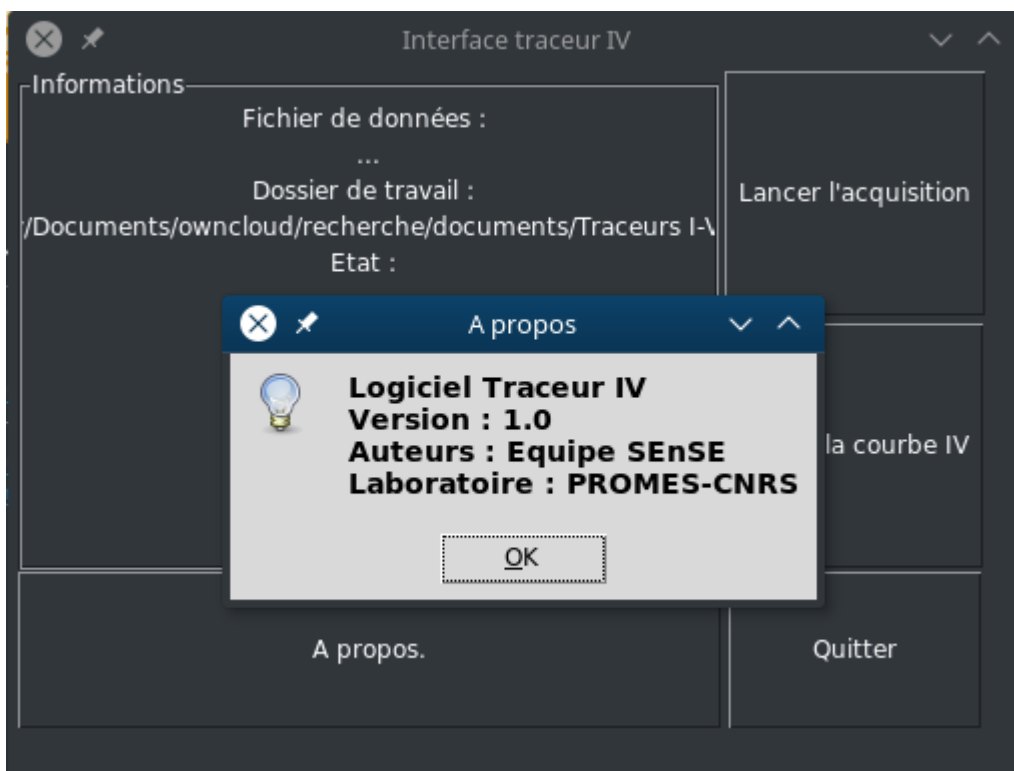 Interface traceur IV
Informations
Fichier de données :
...
Dossier de travail :
/Documents/owncloud/recherche/documents/Traceurs I-
Etat :
Lancer l'acquisition
A propos
Logiciel Traceur IV
Version : 1.0
Auteurs : Equipe SEnSE
Laboratoire : PROMES-CNRS
OK
la courbe IV
A propos.
Quitter